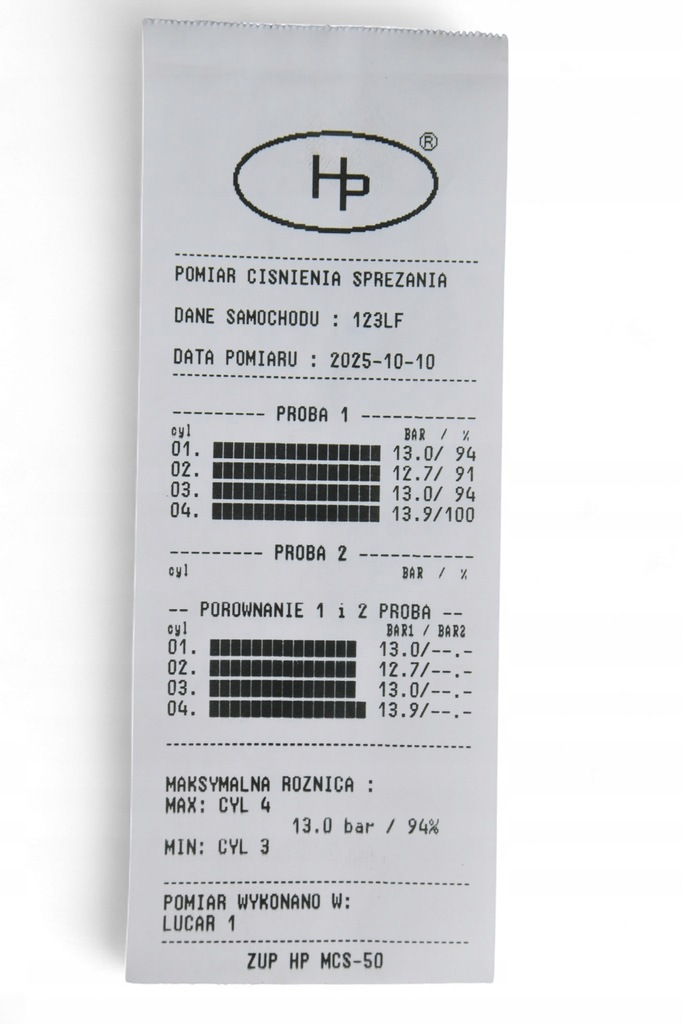 HP ®
POMIAR CISNIENIA SPREZANIA
DANE SAMOCHODU : 123LF
DATA POMIARU : 2025-10-10
--------- PROBA 1 -----------
cyl BAR / %
01. 13.0/ 94
02. 12.7/ 91
03. 13.0/ 94
04. 13.9/100
--------- PROBA 2 -----------
cyl BAR / %
-- POROWNANIE 1 i 2 PROBA --
cyl BAR1 / BAR2
01. 13.0/--.-
02. 12.7/--.-
03. 13.0/--.-
04. 13.9/--.-
MAKSYMALNA ROZNICA :
MAX: CYL 4
13.0 bar / 94%
MIN: CYL 3
POMIAR WYKONANO W:
LUCAR 1
ZUP HP MCS-50